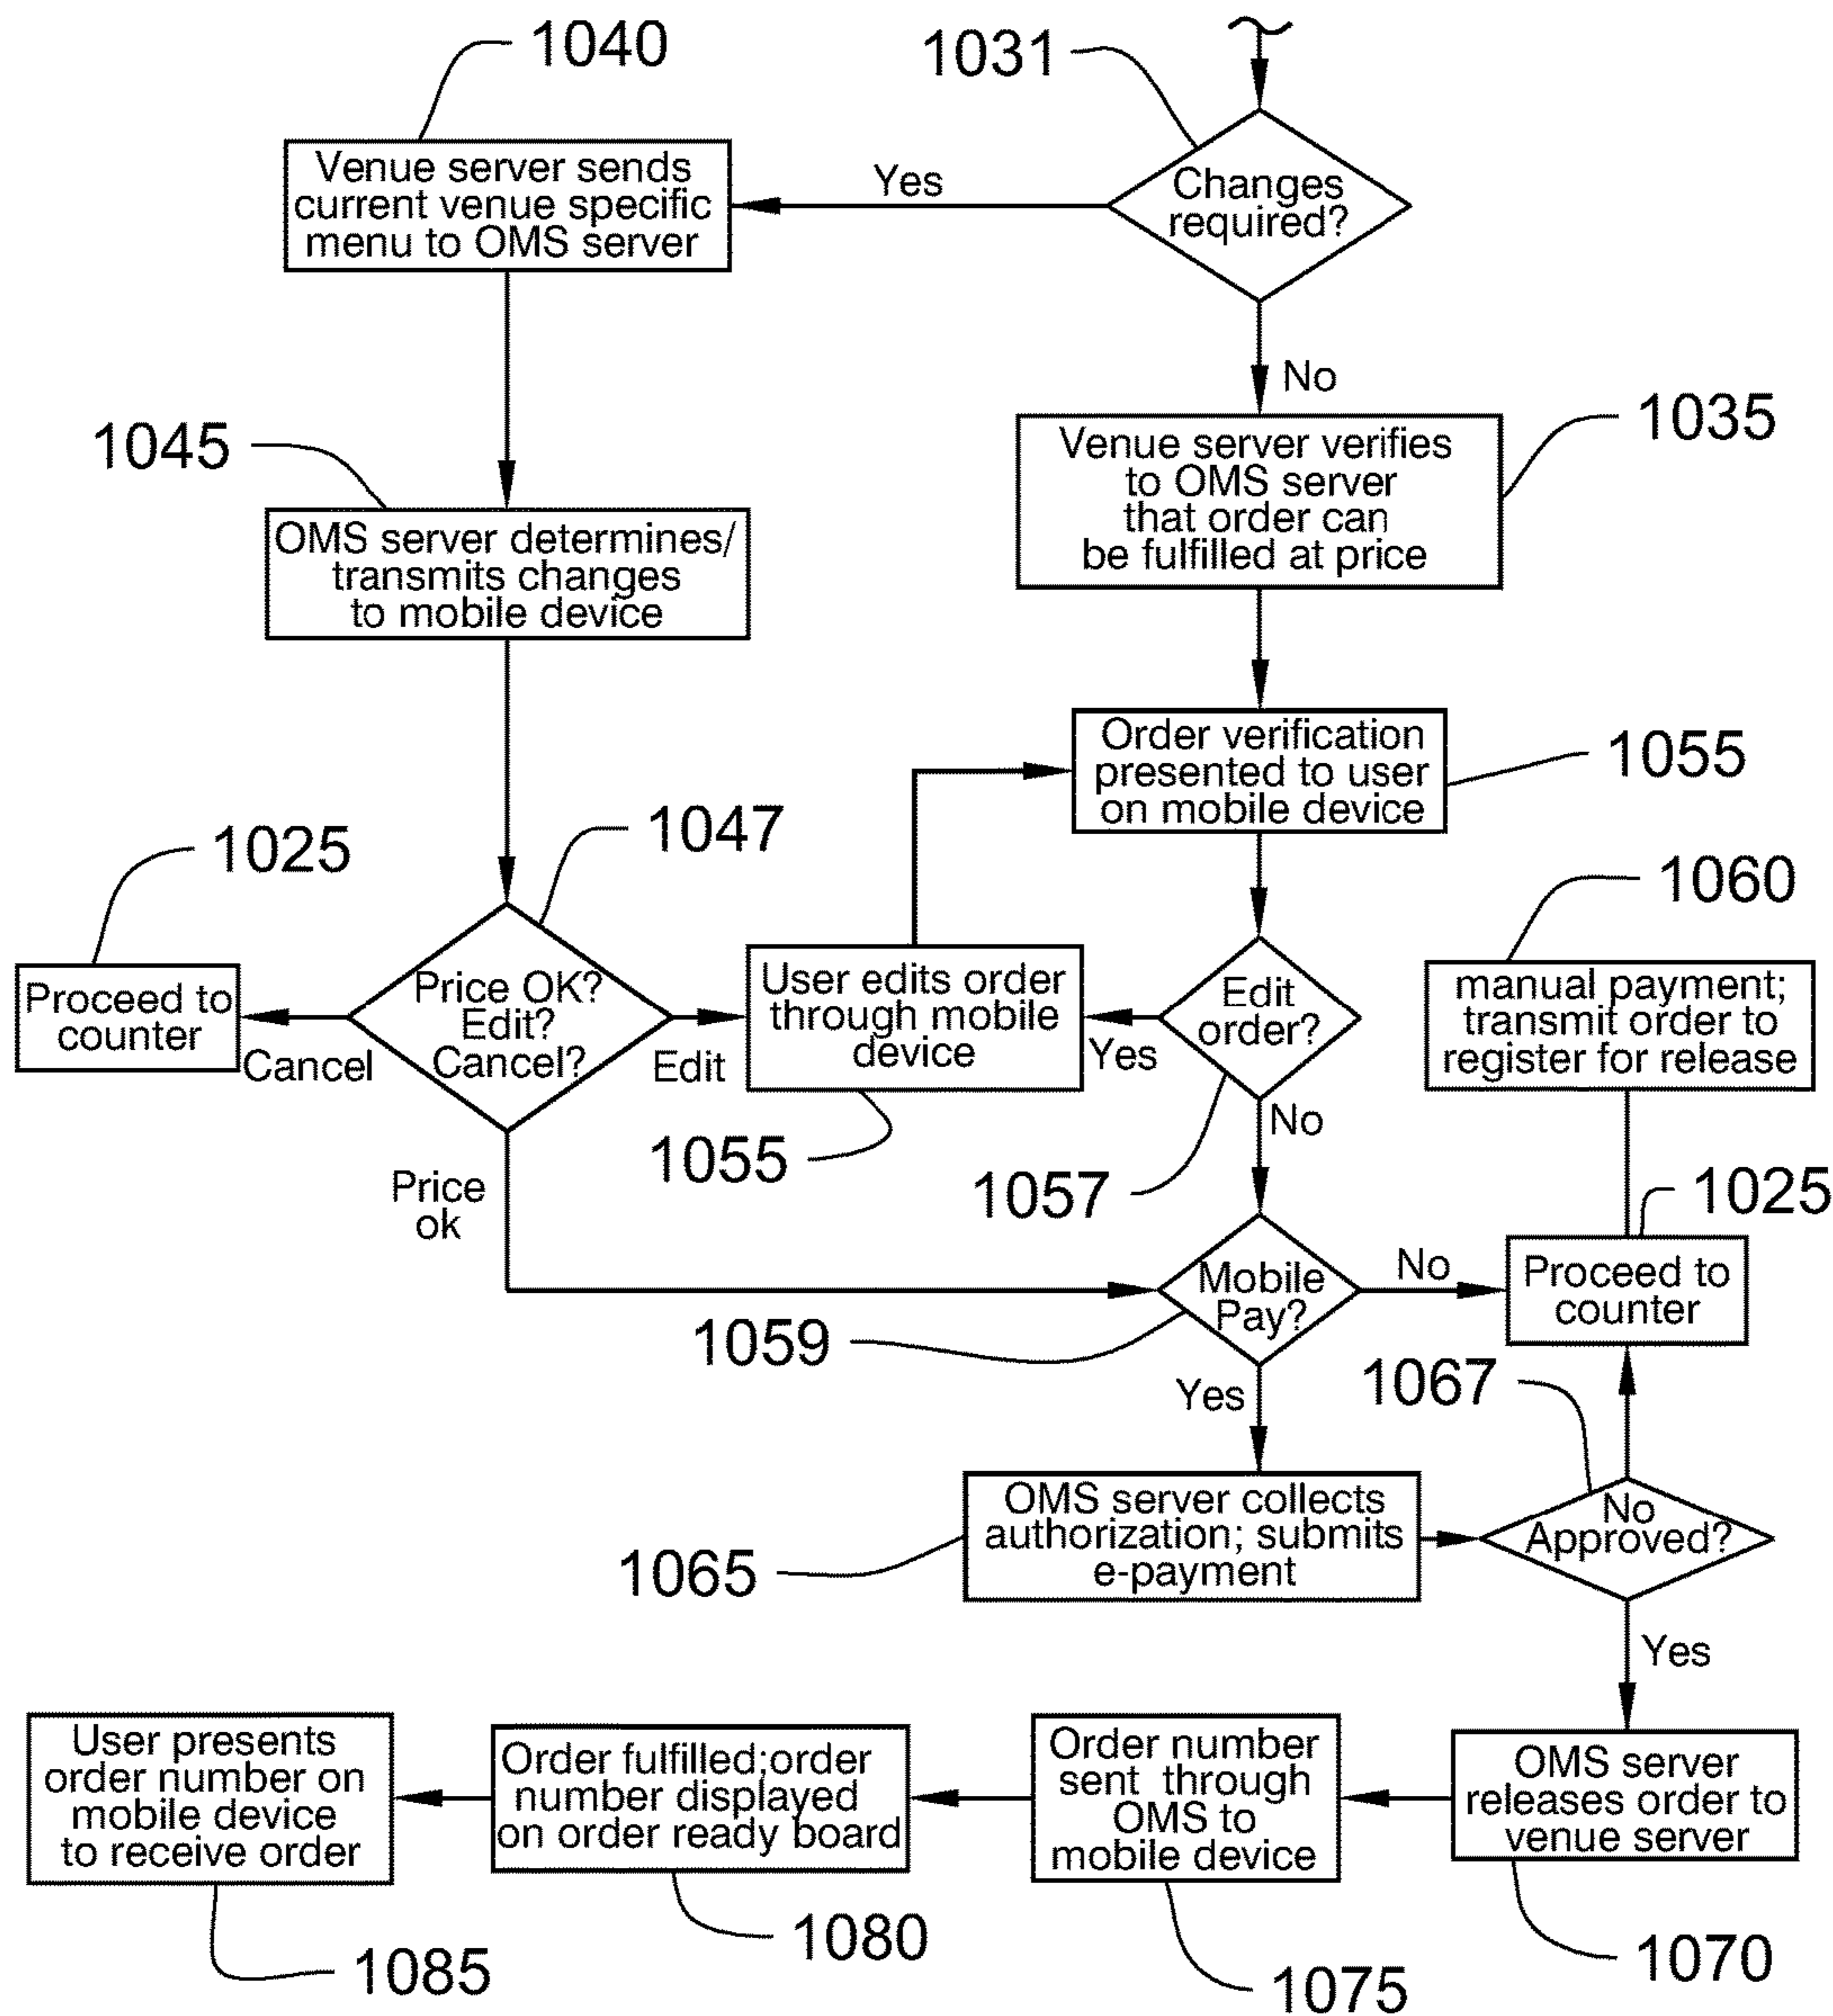 1040
1031
Venue server sends
current venue specific
menu to OMS server
Yes
Changes
required?
No
1045
1035
OMS server determines/
transmits changes
to mobile device
Venue server verifies
to OMS server
that order can
be fulfilled at price
Order verification
presented to user
on mobile device
1055
1025
1047
1060
Proceed to
counter
Cancel
Price OK?
Edit?
Cancel?
Edit
User edits order
through mobile
device
Yes
Edit
order?
manual payment;
transmit order to
register for release
1055
1057
No
1025
Price
ok
1059
Mobile
Pay?
No
Proceed to
counter
Yes
1067
1065
OMS server collects
authorization; submits
e-payment
No
Approved?
Yes
User presents
order number on
mobile device
to receive order
Order fulfilled;order
number displayed
on order ready board
Order number
sent through
OMS to
mobile device
OMS server
releases order to
venue server
1085
1080
1075
1070